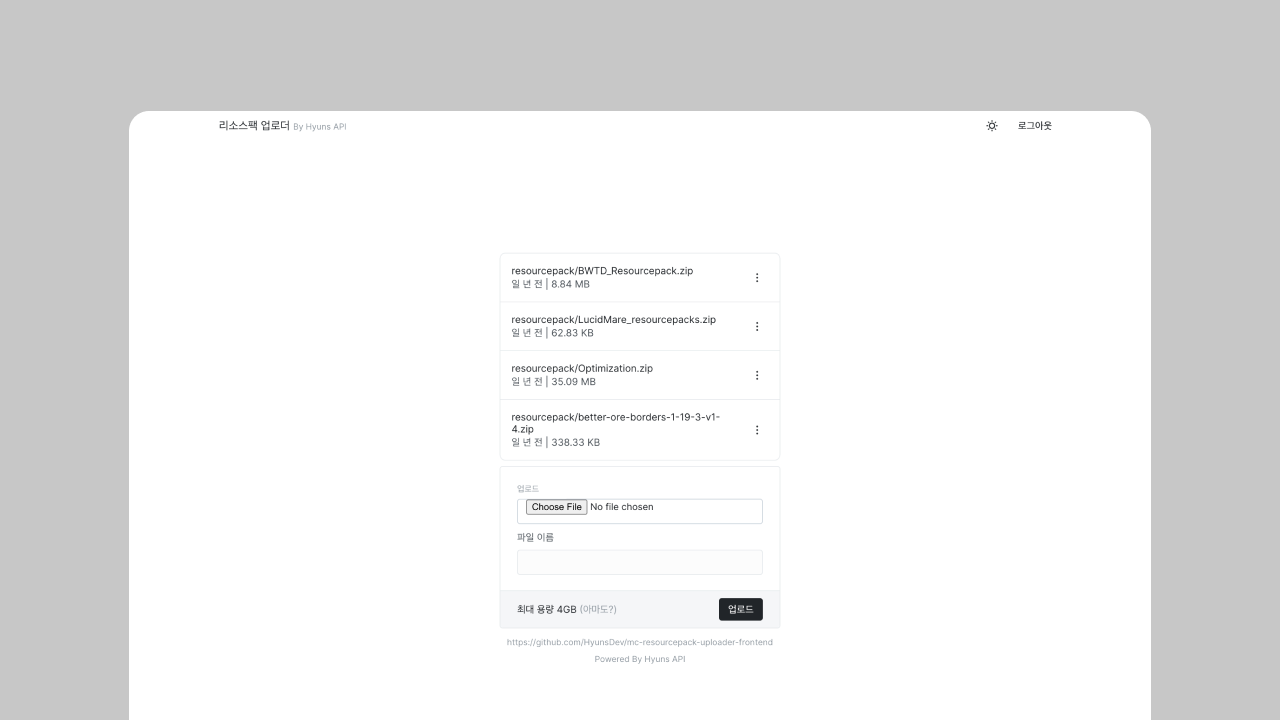 리소스팩 업로더 By Hyuns API
로그아웃
resourcepack/BWTD_Resourcepack.zip
일 년 전 | 8.84 MB
resourcepack/LucidMare_resourcepacks.zip
일 년 전 | 62.83 KB
resourcepack/Optimization.zip
일 년 전 | 35.09 MB
resourcepack/better-ore-borders-1-19-3-v1-
4.zip
일 년 전 | 338.33 KB
업로드
Choose File No file chosen
파일 이름
최대 용량 4GB (아마도?)
업로드
https://github.com/HyunsDev/mc-resourcepack-uploader-frontend
Powered By Hyuns API